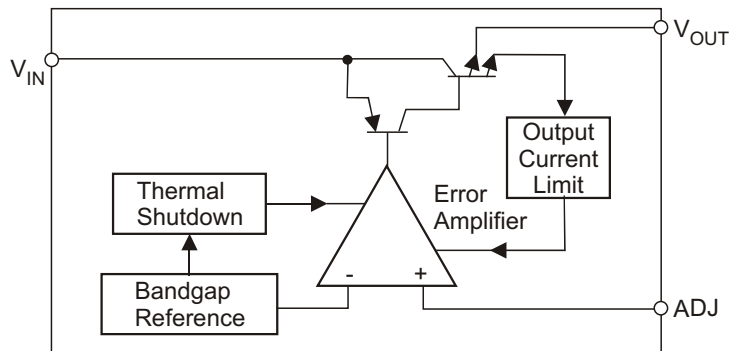 VOUT
VIN
Output
Current
Limit
Thermal
Shutdown
Error
Amplifier
- +
Bandgap
Reference
ADJ